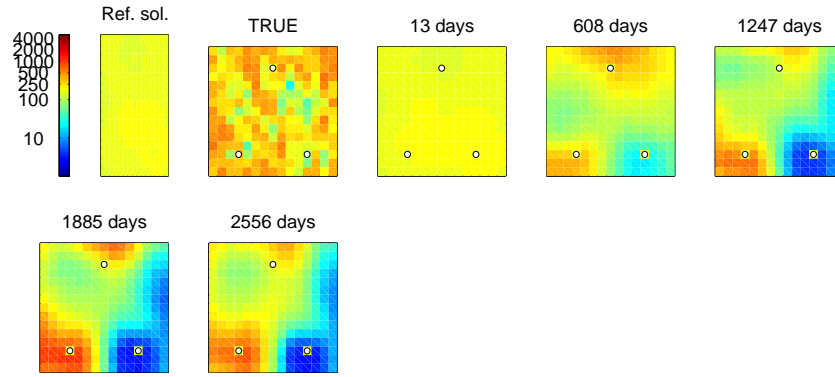 Ref. sol.
TRUE
13 days
608 days
1247 days
4000
2000
1000
500
250
100
10
1885 days
2556 days